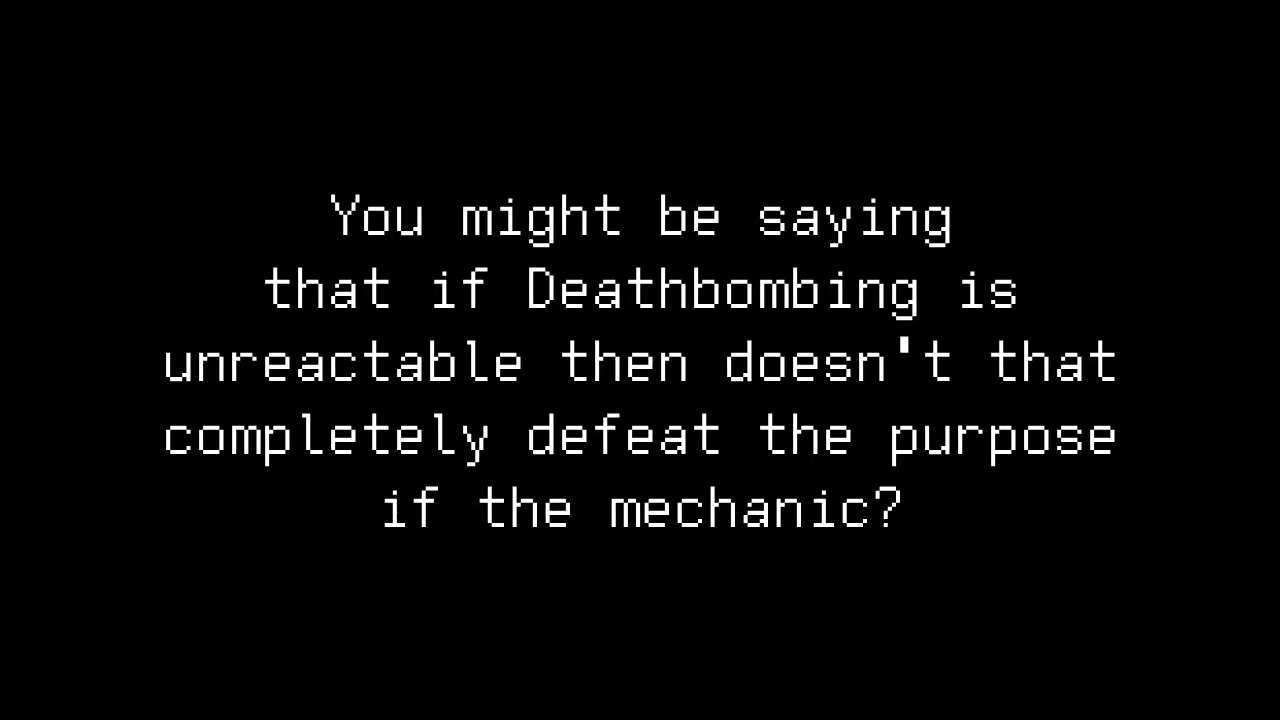 You might be saying
that if Deathbombing is
unreactable then doesn't that
completely defeat the purpose
if the mechanic?